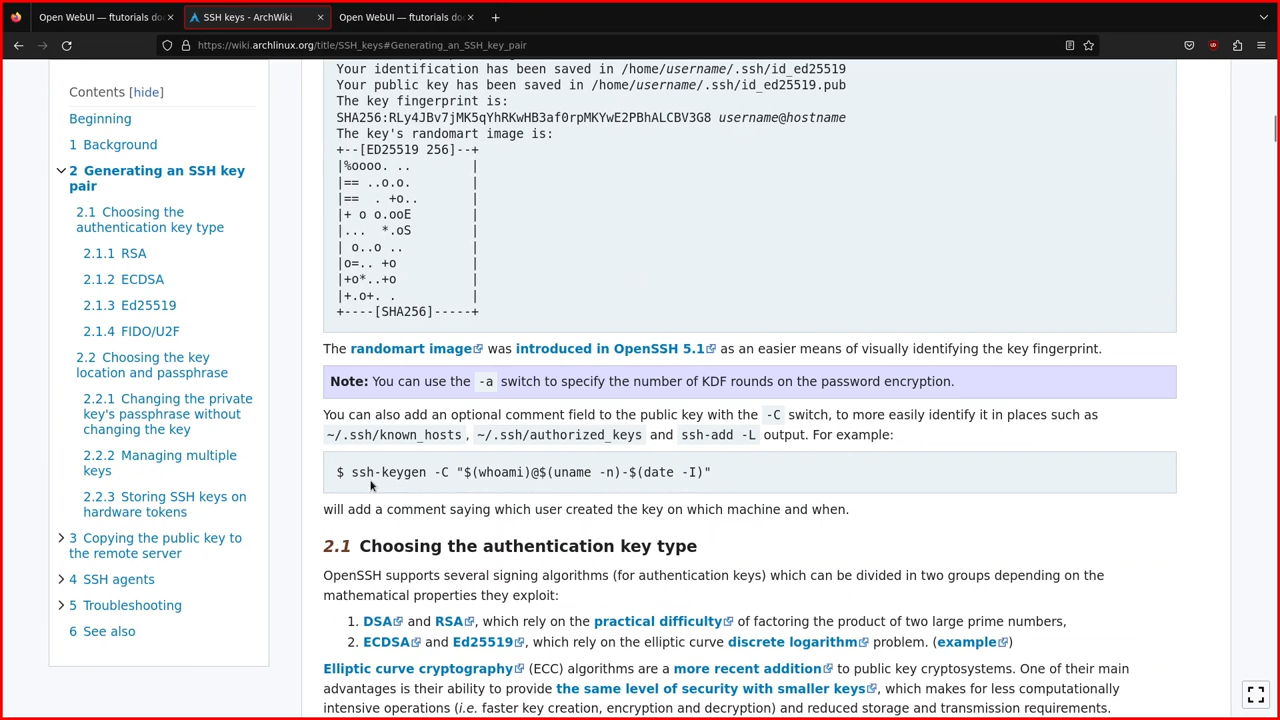 Open WebUI — ftutorials doc
SSH keys - ArchWiki
Open WebUI — ftutorials doc
https://wiki.archlinux.org/title/SSH_keys#Generating_an_SSH_key_pair
Contents [hide]
Beginning
1 Background
2 Generating an SSH key
pair
2.1 Choosing the
authentication key type
2.1.1 RSA
2.1.2 ECDSA
2.1.3 Ed25519
2.1.4 FIDO/U2F
2.2 Choosing the key
location and passphrase
2.2.1 Changing the private
key's passphrase without
changing the key
2.2.2 Managing multiple
keys
2.2.3 Storing SSH keys on
hardware tokens
3 Copying the public key to
the remote server
4 SSH agents
5 Troubleshooting
6 See also
Your identification has been saved in /home/username/.ssh/id_ed25519
Your public key has been saved in /home/username/.ssh/id_ed25519.pub
The key fingerprint is:
SHA256:RLy4JBv7jMK5qYhRKwHB3af0rpMKYwE2PBhALCBV3G8 username@hostname
The key's randomart image is:
+--[ED25519 256]--+
|%oooo. ..        |
|== ..o.o.        |
|==  . +o..       |
|+ o o.ooE        |
|...  *.oS        |
| o..o ..         |
|o=.. +o          |
|+o*..+o          |
|+.o+. .          |
+----[SHA256]-----+
The randomart image was introduced in OpenSSH 5.1 as an easier means of visually identifying the key fingerprint.
Note: You can use the -a switch to specify the number of KDF rounds on the password encryption.
You can also add an optional comment field to the public key with the -C switch, to more easily identify it in places such as
~/.ssh/known_hosts, ~/.ssh/authorized_keys and ssh-add -L output. For example:
$ ssh-keygen -C "$(whoami)@$(uname -n)-$(date -I)"
will add a comment saying which user created the key on which machine and when.
2.1 Choosing the authentication key type
OpenSSH supports several signing algorithms (for authentication keys) which can be divided in two groups depending on the
mathematical properties they exploit:
1. DSA and RSA, which rely on the practical difficulty of factoring the product of two large prime numbers,
2. ECDSA and Ed25519, which rely on the elliptic curve discrete logarithm problem. (example)
Elliptic curve cryptography (ECC) algorithms are a more recent addition to public key cryptosystems. One of their main
advantages is their ability to provide the same level of security with smaller keys, which makes for less computationally
intensive operations (i.e. faster key creation, encryption and decryption) and reduced storage and transmission requirements.